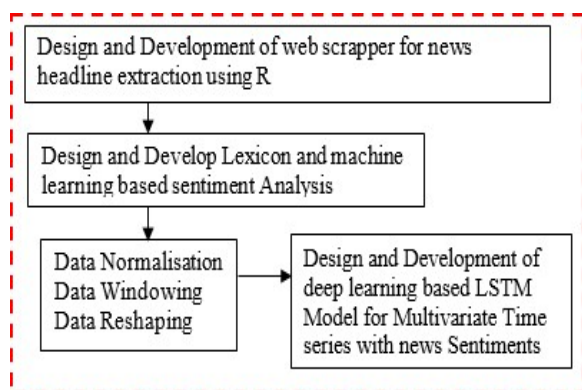 Design and Development of web scrapper for news
headline extraction using R
Design and Develop Lexicon and machine
learning based sentiment Analysis
Data Normalisation
Data Windowing
Data Reshaping
Design and Development of
deep learning based LSTM
Model for Multivariate Time
series with news Sentiments